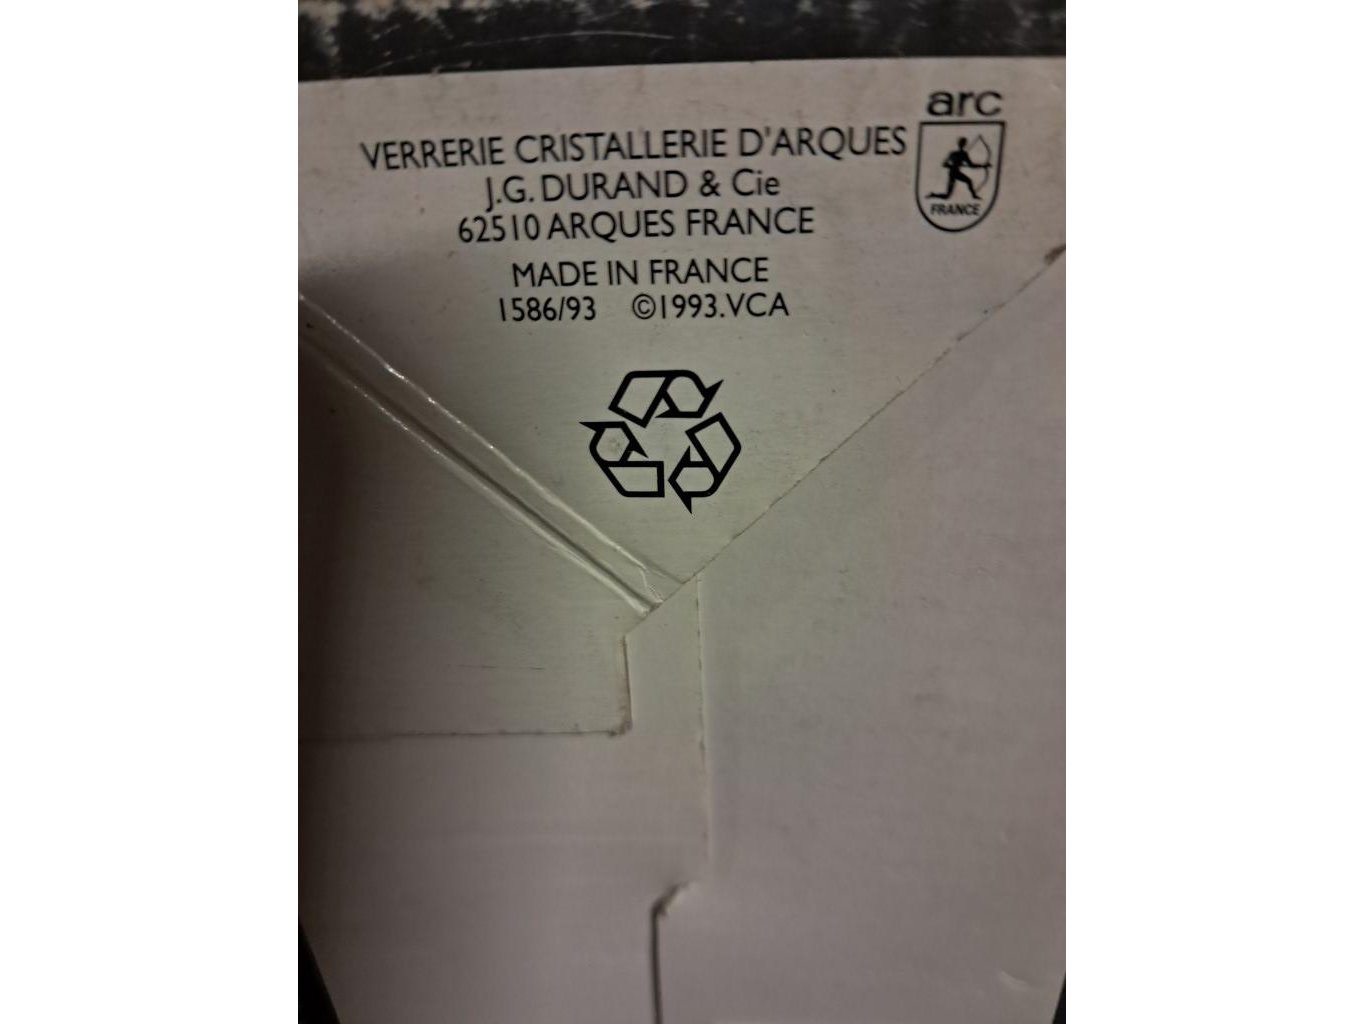 arc
FRANCE
VERRERIE CRISTALLERIE D'ARQUES
J.G. DURAND & Cie
62510 ARQUES FRANCE
MADE IN FRANCE
1586/93 ©1993.VCA